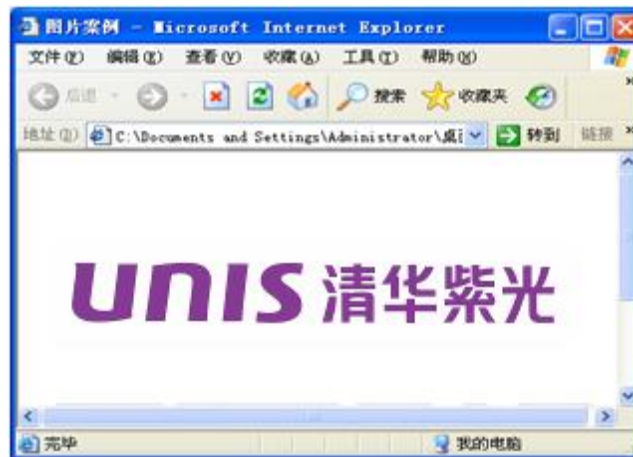 图片案例 - Microsoft Internet Explorer
文件(F) 编辑(E) 查看(V) 收藏(A) 工具(T) 帮助(H)
后退 搜索 收藏夹
地址(D) C:\Documents and Settings\Administrator\桌 转到 链接
UNIS 清华紫光
完毕 我的电脑